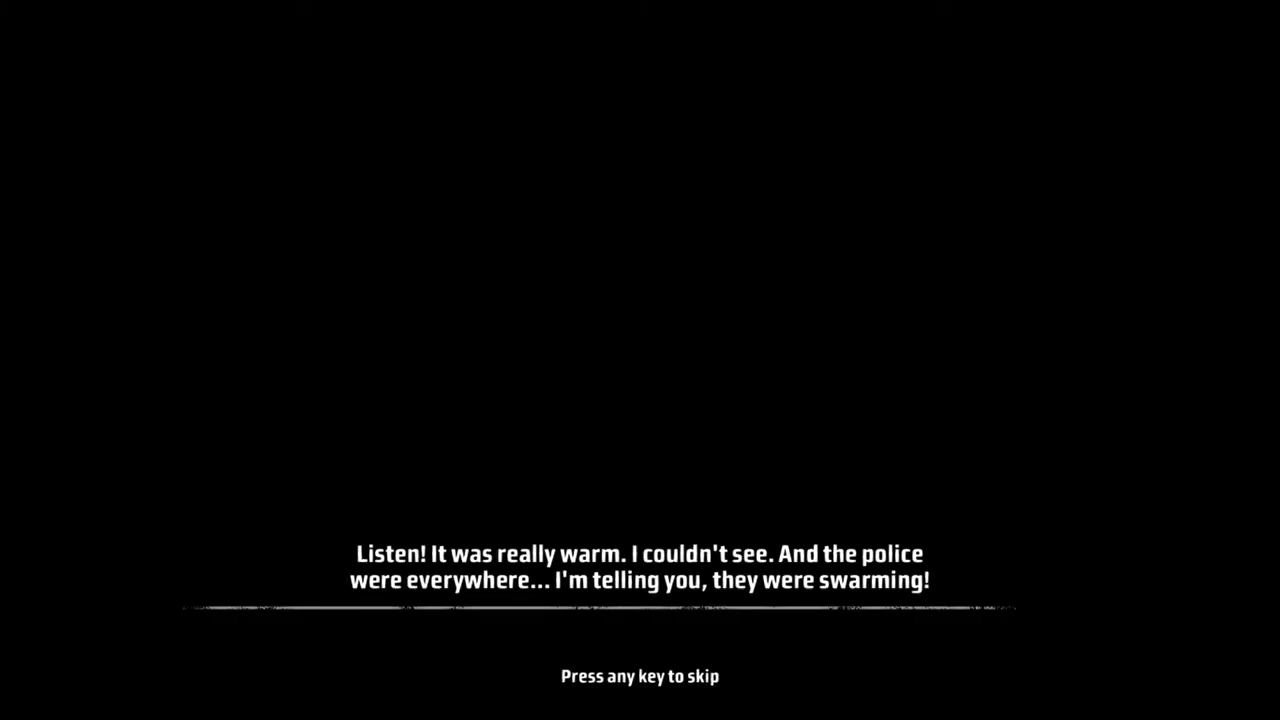 Listen! It was really warm. I couldn't see. And the police
were everywhere... I'm telling you, they were swarming!
Press any key to skip